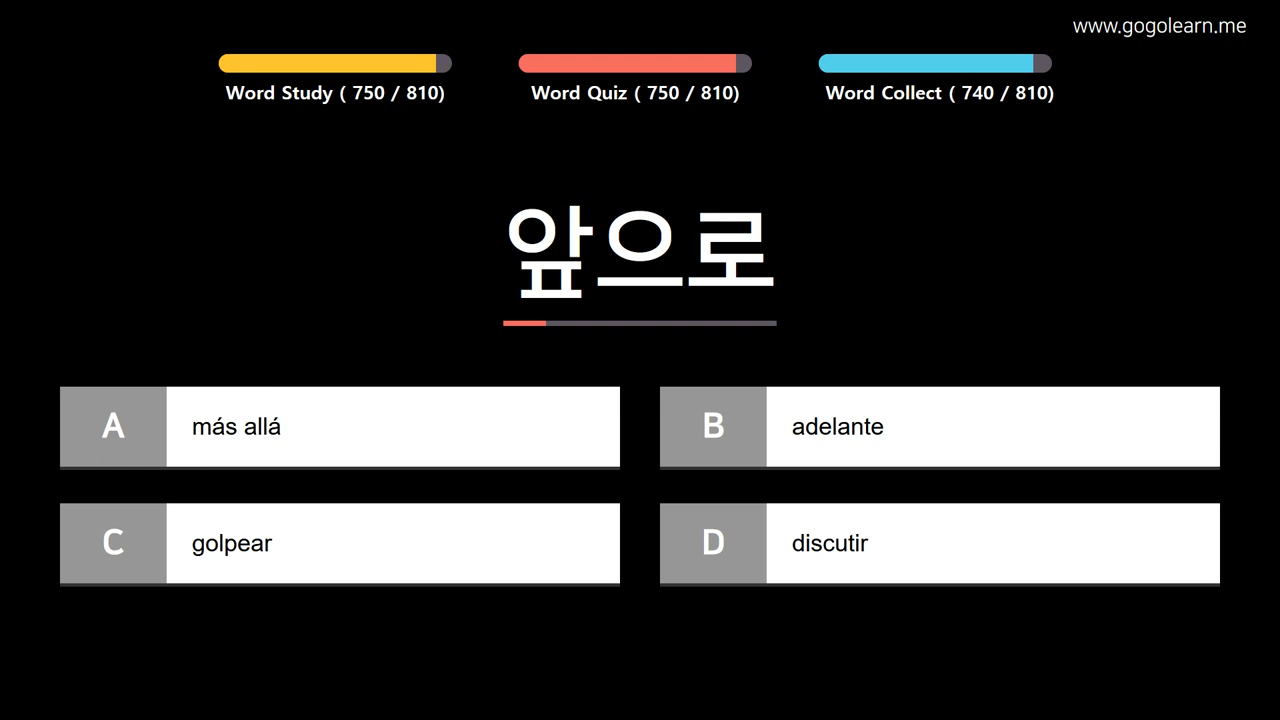 www.gogolearn.me
Word Study ( 750 / 810)
Word Quiz ( 750 / 810)
Word Collect ( 740 / 810)
앞으로
A
más allá
B
adelante
C
golpear
D
discutir